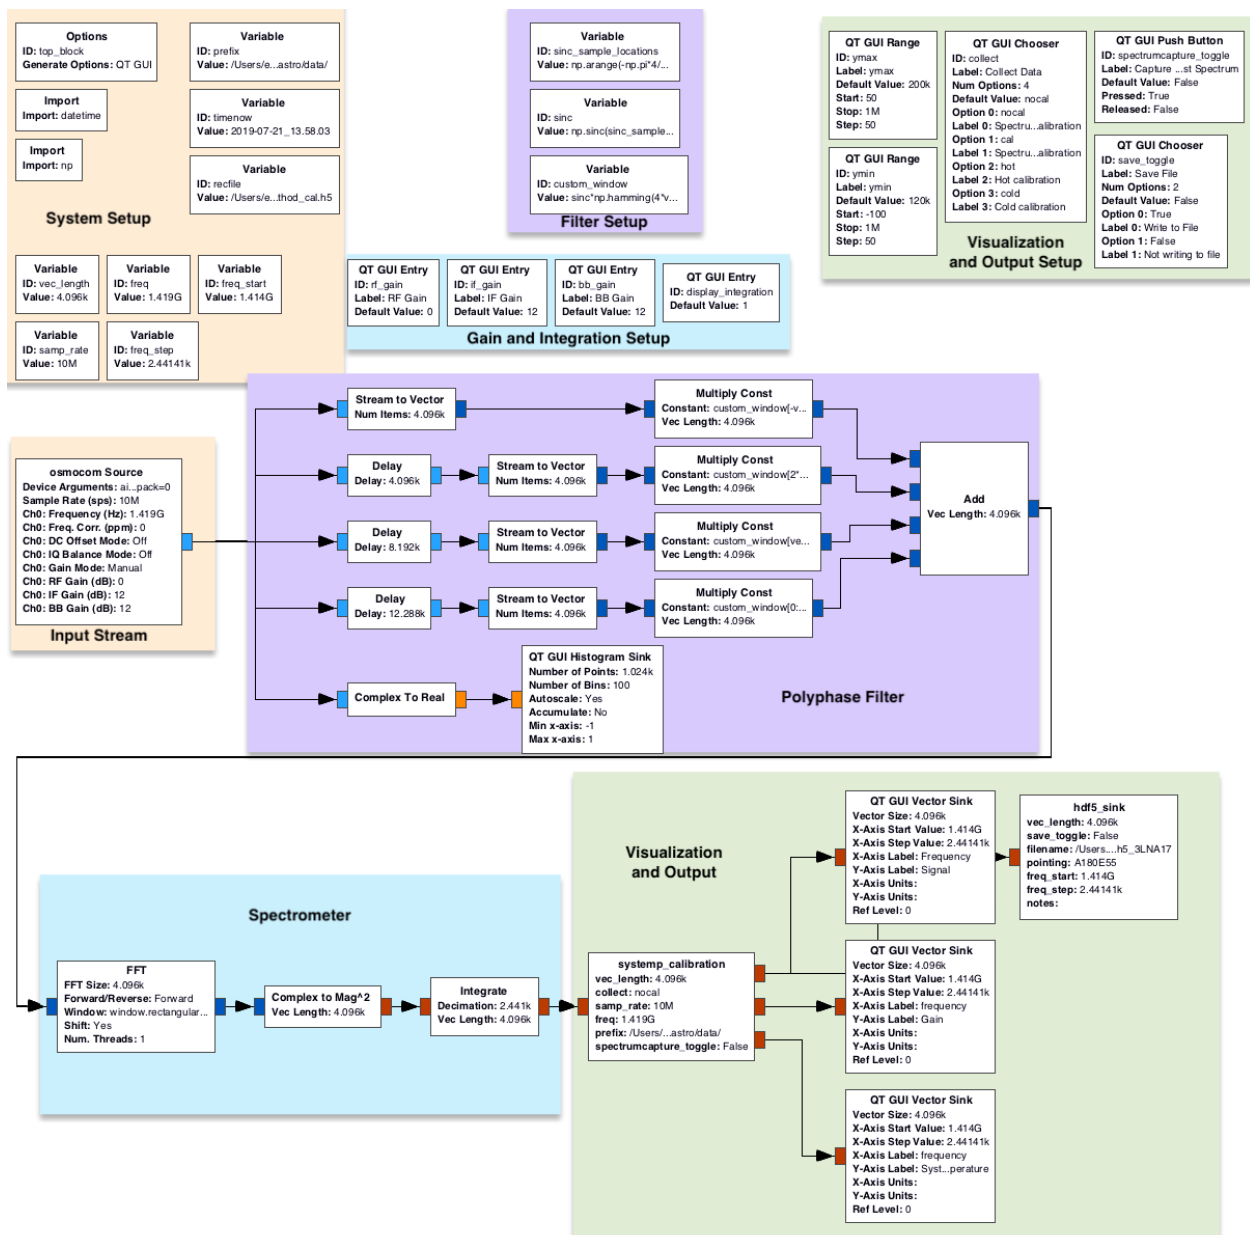 Options
ID: top_block
Generate Options: QT GUI
Variable
ID: prefix
Value: /Users/e...astro/data/
Import
Import: datetime
Variable
ID: timenow
Value: 2019-07-21_13.58.03
Import
Import: np
Variable
ID: recfile
Value: /Users/e...thod_cal.h5
System Setup
Variable
ID: vec_length
Value: 4.096k
Variable
ID: freq
Value: 1.419G
Variable
ID: freq_start
Value: 1.414G
Variable
ID: samp_rate
Value: 10M
Variable
ID: freq_step
Value: 2.44141k
Variable
ID: sinc_sample_locations
Value: np.arange(-np.pi*4/...
Variable
ID: sinc
Value: np.sinc(sinc_sample...
Variable
ID: custom_window
Value: sinc*np.hamming(4*v...
Filter Setup
QT GUI Entry
ID: rf_gain
Label: RF Gain
Default Value: 0
QT GUI Entry
ID: if_gain
Label: IF Gain
Default Value: 12
QT GUI Entry
ID: bb_gain
Label: BB Gain
Default Value: 12
QT GUI Entry
ID: display_integration
Default Value: 1
Gain and Integration Setup
QT GUI Range
ID: ymax
Label: ymax
Default Value: 200k
Start: 50
Stop: 1M
Step: 50
QT GUI Range
ID: ymin
Label: ymin
Default Value: 120k
Start: -100
Stop: 1M
Step: 50
QT GUI Chooser
ID: collect
Label: Collect Data
Num Options: 4
Default Value: nocal
Option 0: nocal
Label 0: Spectru...alibration
Option 1: cal
Label 1: Spectru...alibration
Option 2: hot
Label 2: Hot calibration
Option 3: cold
Label 3: Cold calibration
QT GUI Push Button
ID: spectrumcapture_toggle
Label: Capture ...st Spectrum
Default Value: False
Pressed: True
Released: False
QT GUI Chooser
ID: save_toggle
Label: Save File
Num Options: 2
Default Value: False
Option 0: True
Label 0: Write to File
Option 1: False
Label 1: Not writing to file
Visualization
and Output Setup
osmocom Source
Device Arguments: ai...pack=0
Sample Rate (sps): 10M
Ch0: Frequency (Hz): 1.419G
Ch0: Freq. Corr. (ppm): 0
Ch0: DC Offset Mode: Off
Ch0: IQ Balance Mode: Off
Ch0: Gain Mode: Manual
Ch0: RF Gain (dB): 0
Ch0: IF Gain (dB): 12
Ch0: BB Gain (dB): 12
Input Stream
Stream to Vector
Num Items: 4.096k
Multiply Const
Constant: custom_window[-v...
Vec Length: 4.096k
Delay
Delay: 4.096k
Stream to Vector
Num Items: 4.096k
Multiply Const
Constant: custom_window[2*...
Vec Length: 4.096k
Delay
Delay: 8.192k
Stream to Vector
Num Items: 4.096k
Multiply Const
Constant: custom_window[ve...
Vec Length: 4.096k
Delay
Delay: 12.288k
Stream to Vector
Num Items: 4.096k
Multiply Const
Constant: custom_window[0:...
Vec Length: 4.096k
Add
Vec Length: 4.096k
Complex To Real
QT GUI Histogram Sink
Number of Points: 1.024k
Number of Bins: 100
Autoscale: Yes
Accumulate: No
Min x-axis: -1
Max x-axis: 1
Polyphase Filter
Spectrometer
FFT
FFT Size: 4.096k
Forward/Reverse: Forward
Window: window.rectangular...
Shift: Yes
Num. Threads: 1
Complex to Mag^2
Vec Length: 4.096k
Integrate
Decimation: 2.441k
Vec Length: 4.096k
Visualization
and Output
systemp_calibration
vec_length: 4.096k
collect: nocal
samp_rate: 10M
freq: 1.419G
prefix: /Users/...astro/data/
spectrumcapture_toggle: False
QT GUI Vector Sink
Vector Size: 4.096k
X-Axis Start Value: 1.414G
X-Axis Step Value: 2.44141k
X-Axis Label: Frequency
Y-Axis Label: Signal
X-Axis Units:
Y-Axis Units:
Ref Level: 0
hdf5_sink
vec_length: 4.096k
save_toggle: False
filename: /Users....h5_3LNA17
pointing: A180E55
freq_start: 1.414G
freq_step: 2.44141k
notes:
QT GUI Vector Sink
Vector Size: 4.096k
X-Axis Start Value: 1.414G
X-Axis Step Value: 2.44141k
X-Axis Label: frequency
Y-Axis Label: Gain
X-Axis Units:
Y-Axis Units:
Ref Level: 0
QT GUI Vector Sink
Vector Size: 4.096k
X-Axis Start Value: 1.414G
X-Axis Step Value: 2.44141k
X-Axis Label: frequency
Y-Axis Label: Syst...perature
X-Axis Units:
Y-Axis Units:
Ref Level: 0